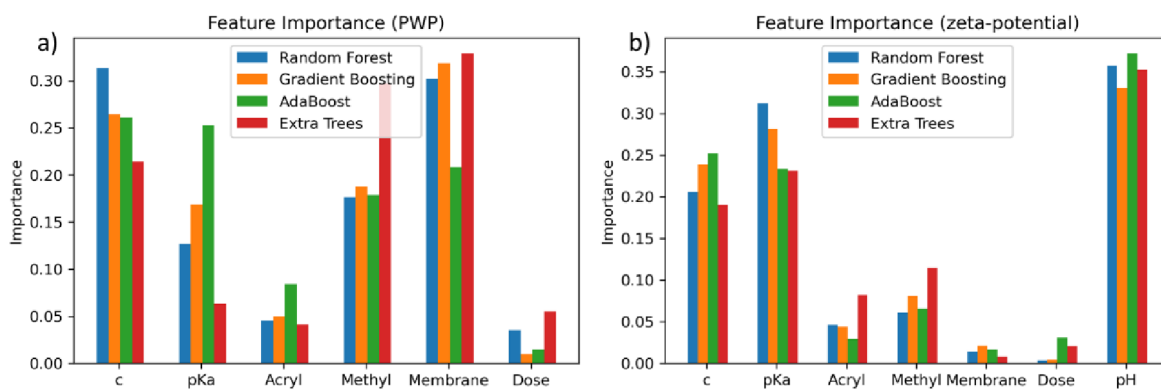 Feature Importance (PWP)
a)
Random Forest
Gradient Boosting
AdaBoost
Extra Trees
Importance
0.30
0.25
0.20
0.15
0.10
0.05
0.00
c pKa Acryl Methyl Membrane Dose
Feature Importance (zeta-potential)
b)
Random Forest
Gradient Boosting
AdaBoost
Extra Trees
Importance
0.35
0.30
0.25
0.20
0.15
0.10
0.05
0.00
c pKa Acryl Methyl Membrane Dose pH